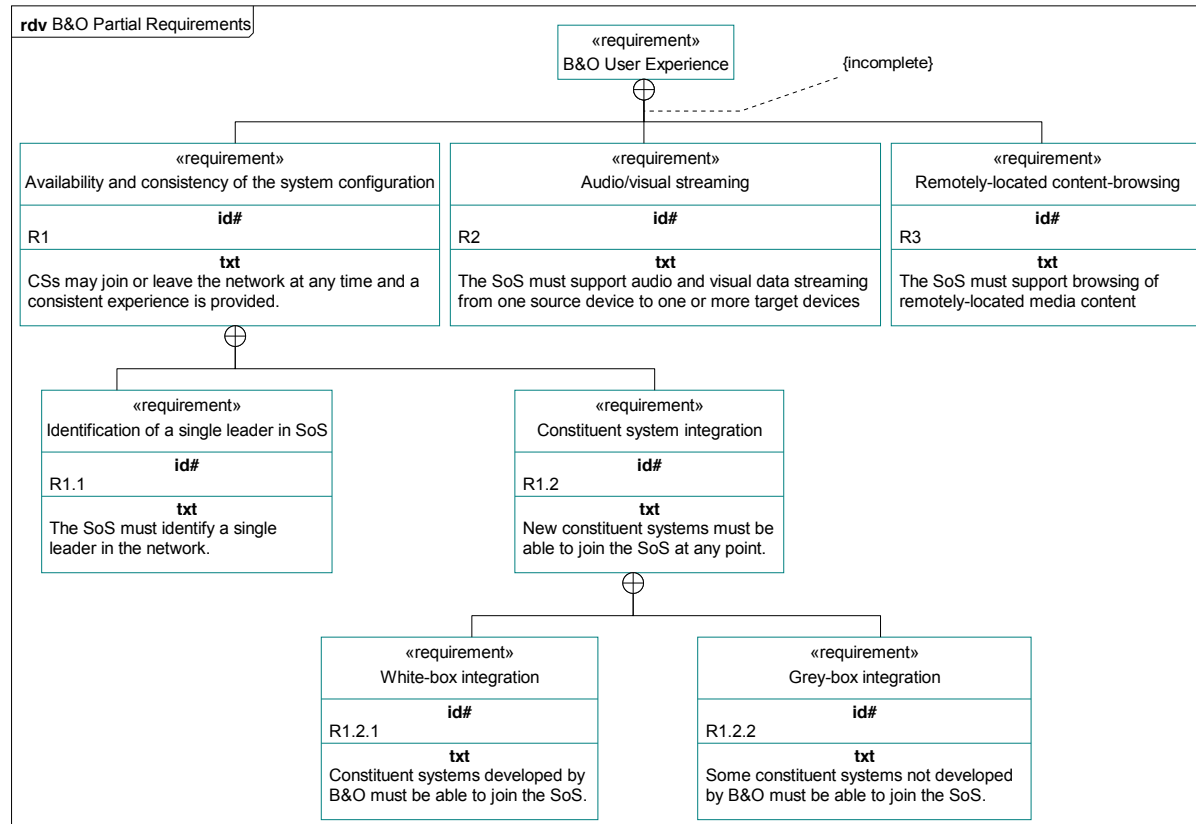 rdv B&O Partial Requirements
«requirement»
B&O User Experience
{incomplete}
«requirement»
Availability and consistency of the system configuration
id#
R1
txt
CSs may join or leave the network at any time and a
consistent experience is provided.
«requirement»
Audio/visual streaming
id#
R2
txt
The SoS must support audio and visual data streaming
from one source device to one or more target devices
«requirement»
Remotely-located content-browsing
id#
R3
txt
The SoS must support browsing of
remotely-located media content
«requirement»
Identification of a single leader in SoS
id#
R1.1
txt
The SoS must identify a single
leader in the network.
«requirement»
Constituent system integration
id#
R1.2
txt
New constituent systems must be
able to join the SoS at any point.
«requirement»
White-box integration
id#
R1.2.1
txt
Constituent systems developed by
B&O must be able to join the SoS.
«requirement»
Grey-box integration
id#
R1.2.2
txt
Some constituent systems not developed
by B&O must be able to join the SoS.